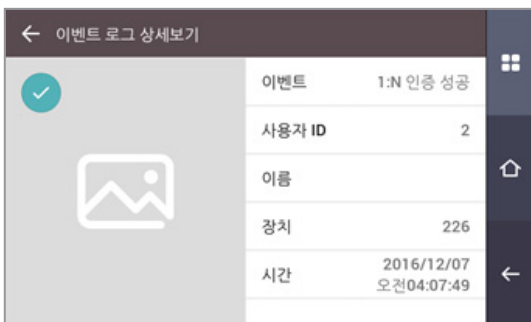 이벤트 로그 상세보기
이벤트 1:N 인증 성공
사용자 ID 2
이름
장치 226
시간 2016/12/07
오전04:07:49